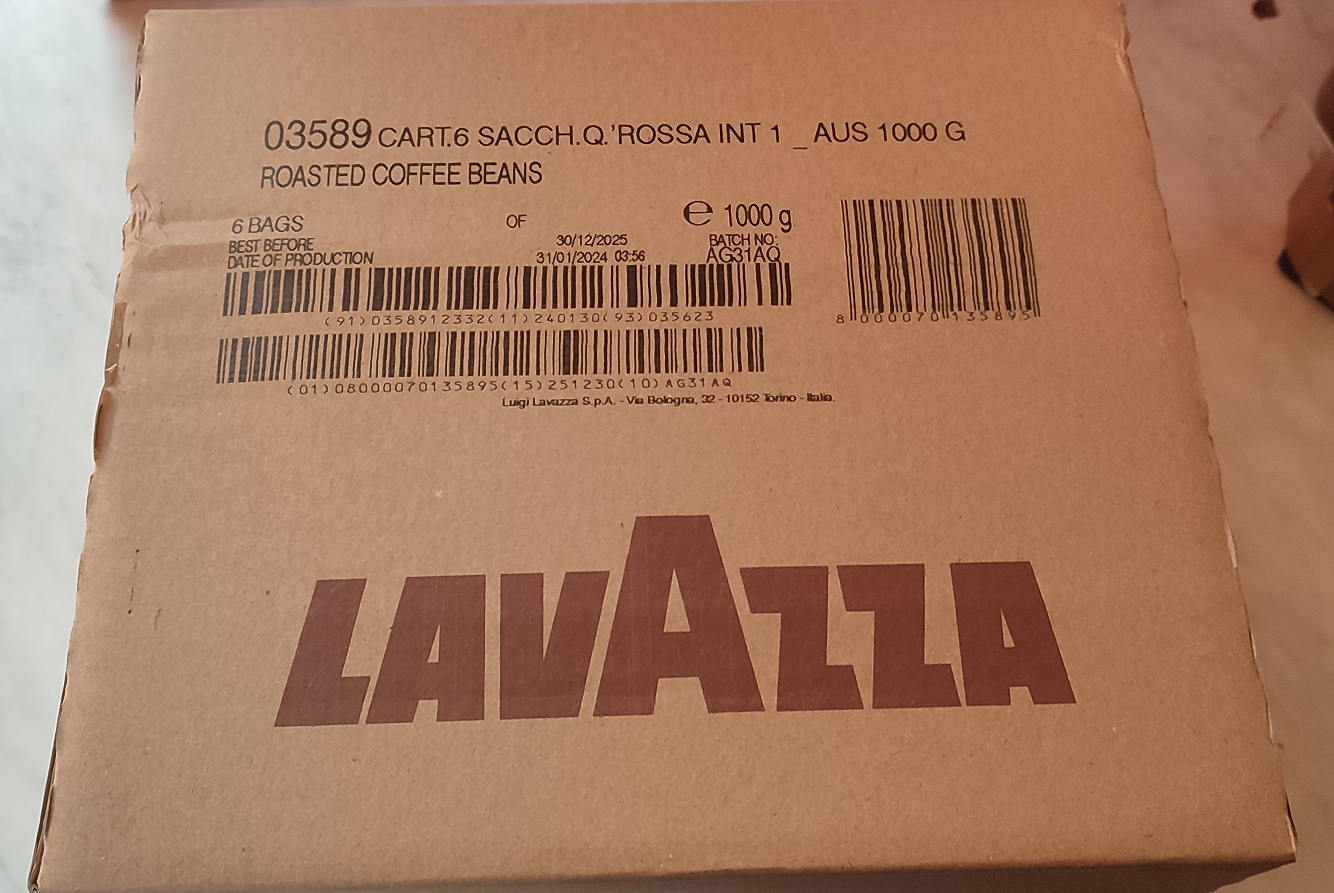 03589 CART.6 SACCH.Q.'ROSSA INT 1 _ AUS 1000 G
ROASTED COFFEE BEANS
6 BAGS OF ℮ 1000 g
BEST BEFORE 30/12/2025 BATCH NO:
DATE OF PRODUCTION 31/01/2024 03:56 AG31AQ
(91)0358912332(11)240130(93)035623
8 000070 135895
(01)08000070135895(15)251230(10)AG31AQ
Luigi Lavazza S.p.A. - Via Bologna, 32 - 10152 Torino - Italia.
LAVAZZA